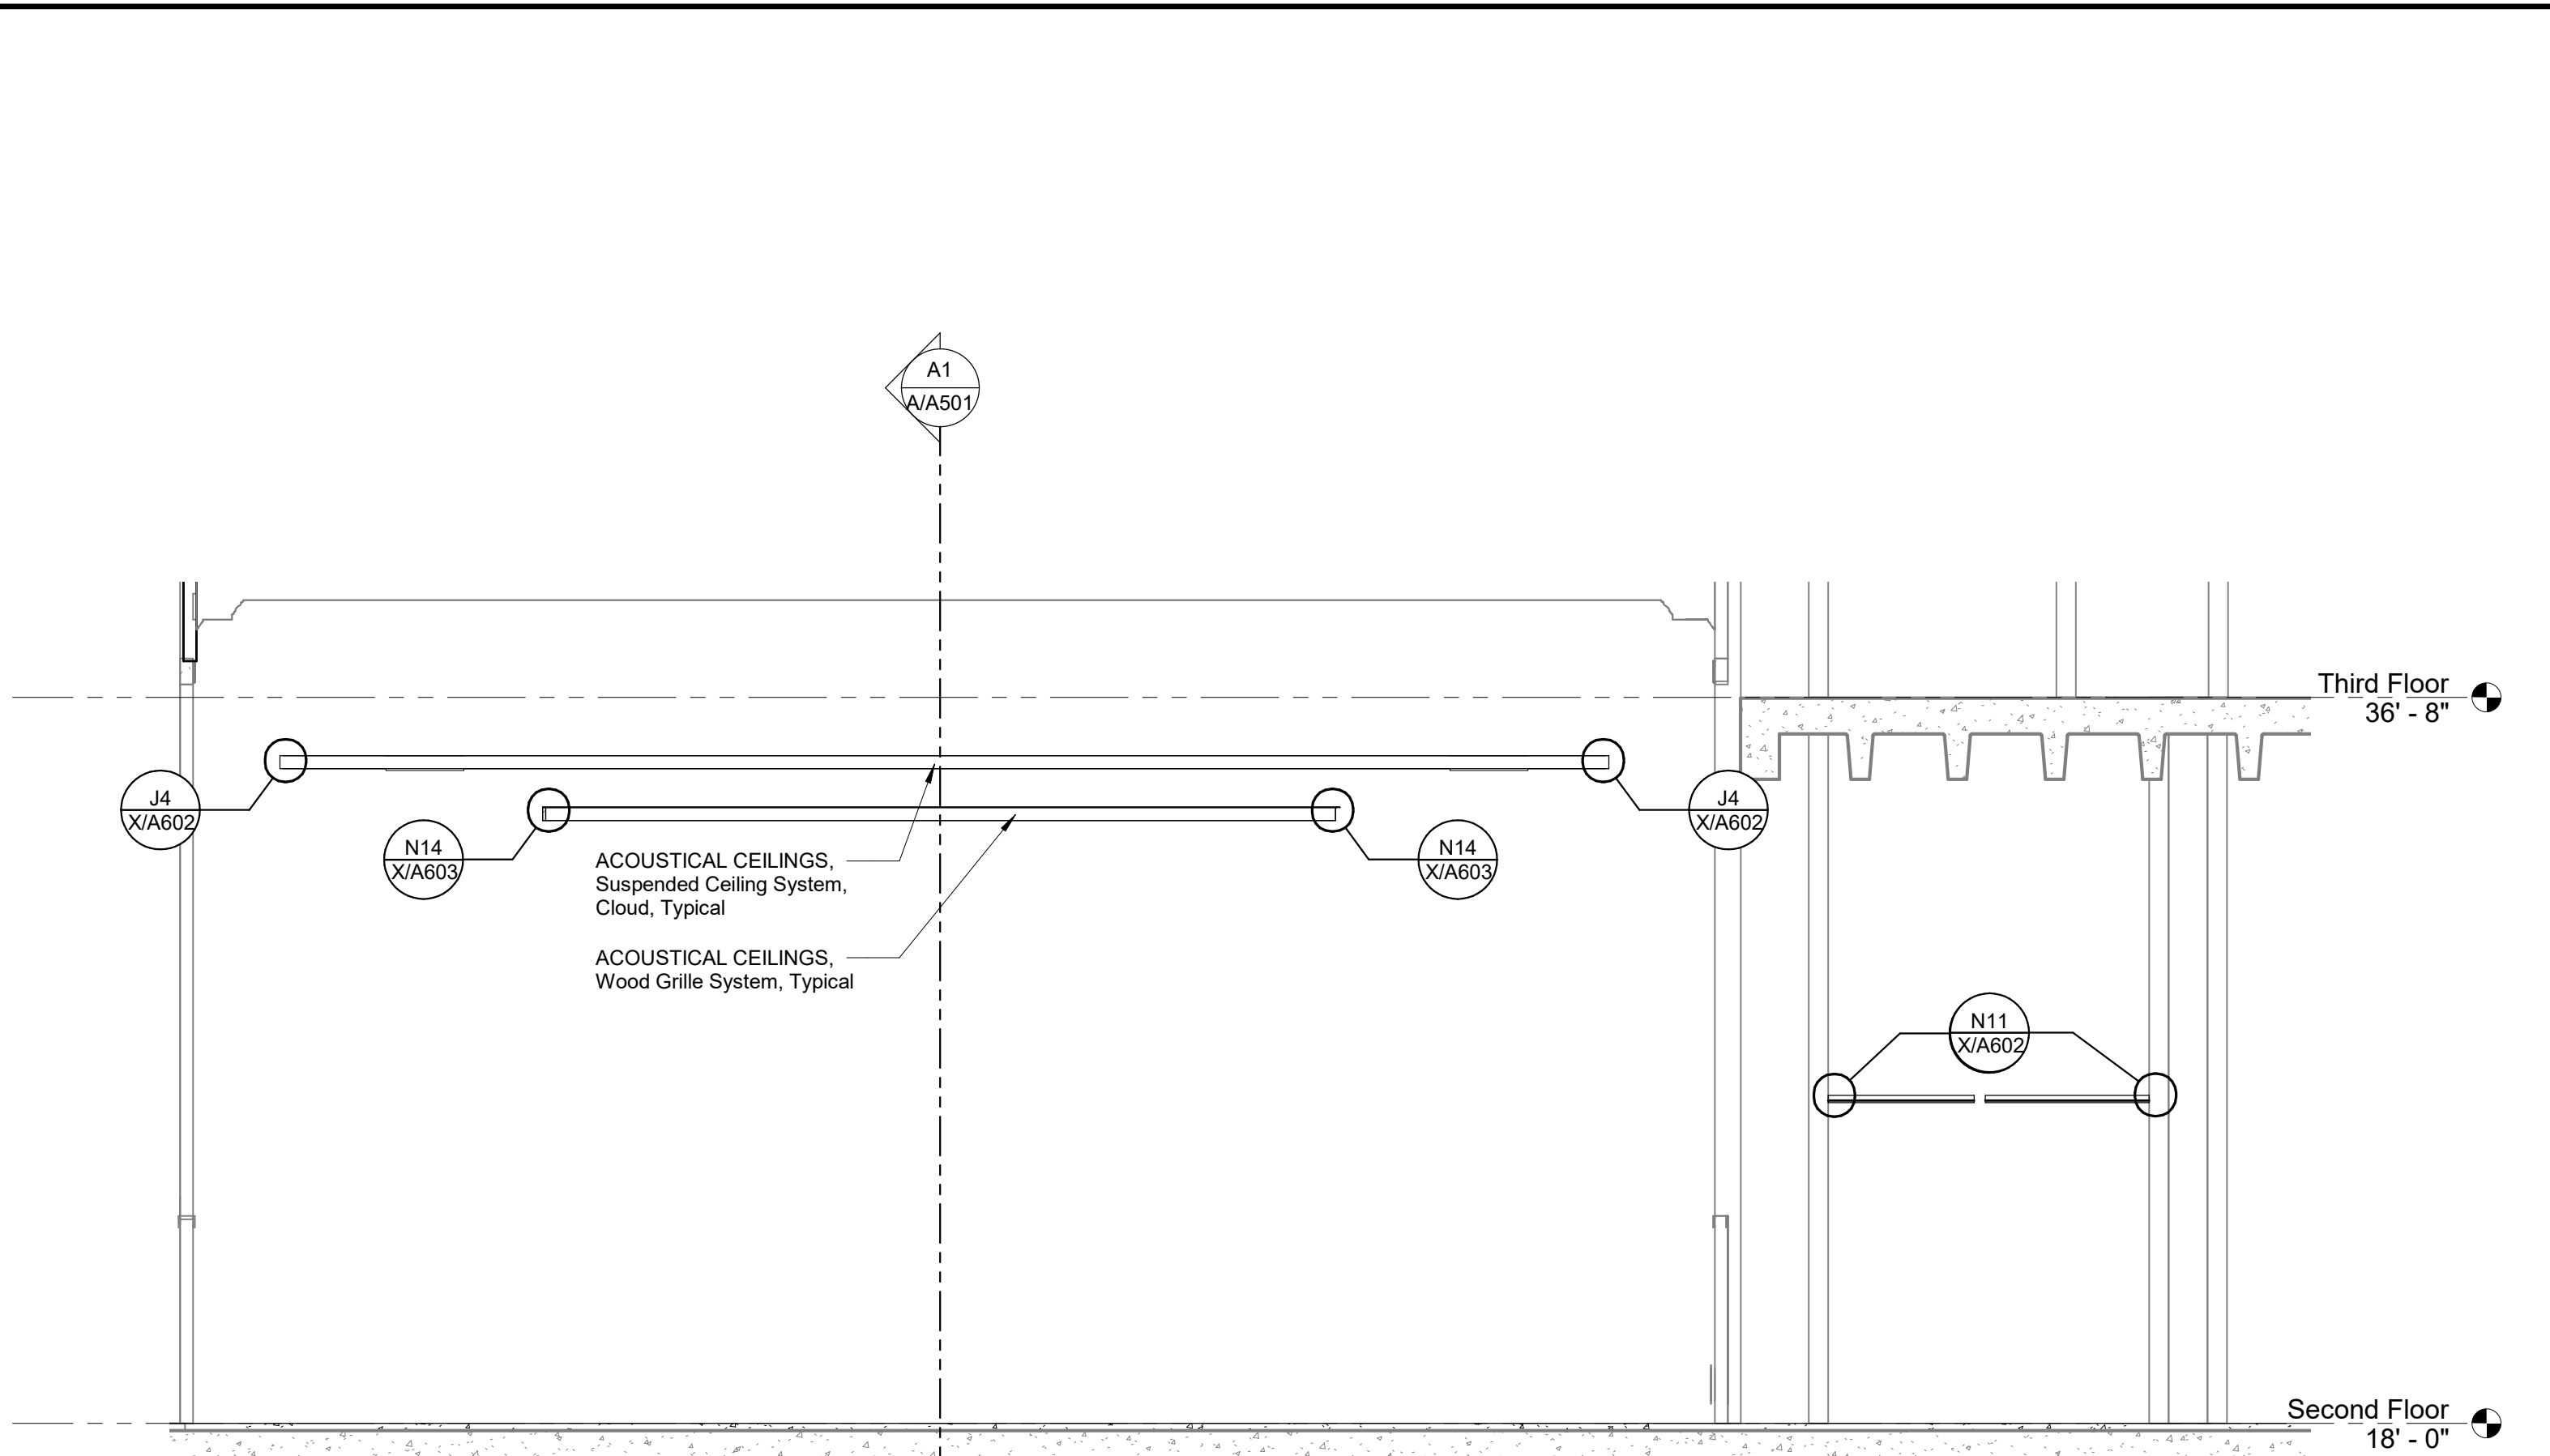 A1
A/A501
Third Floor
36' - 8"
J4
X/A602
N14
X/A603
ACOUSTICAL CEILINGS,
Suspended Ceiling System,
Cloud, Typical
ACOUSTICAL CEILINGS,
Wood Grille System, Typical
N14
X/A603
J4
X/A602
N11
X/A602
Second Floor
18' - 0"